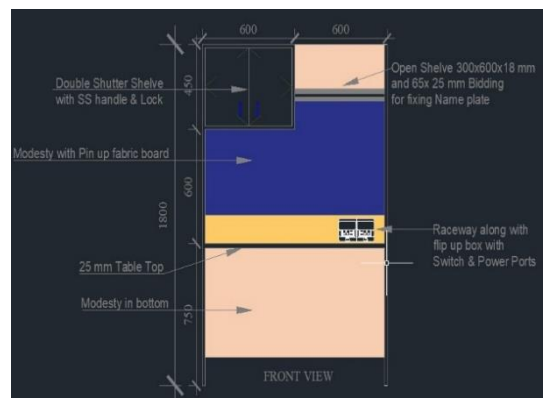 600
600
Double Shutter Shelve
with SS handle & Lock
450
Open Shelve 300x600x18 mm
and 65x 25 mm Bidding
for fixing Name plate
Modesty with Pin up fabric board
600
1800
Raceway along with
flip up box with
Switch & Power Ports
25 mm Table Top
Modesty in bottom
750
FRONT VIEW